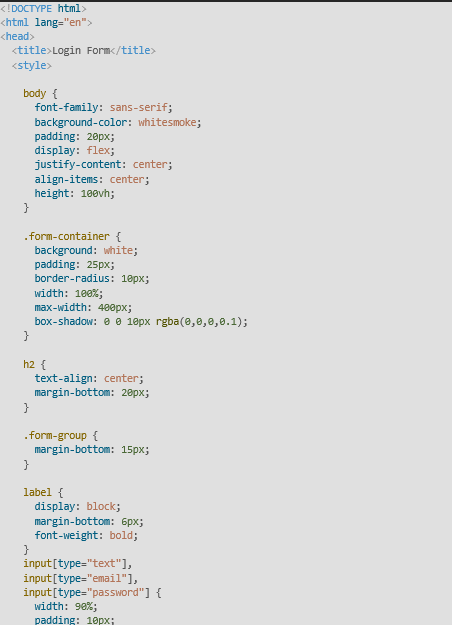 <!DOCTYPE html>
<html lang="en">
<head>
  <title>Login Form</title>
  <style>

    body {
      font-family: sans-serif;
      background-color: whitesmoke;
      padding: 20px;
      display: flex;
      justify-content: center;
      align-items: center;
      height: 100vh;
    }

    .form-container {
      background: white;
      padding: 25px;
      border-radius: 10px;
      width: 100%;
      max-width: 400px;
      box-shadow: 0 0 10px rgba(0,0,0,0.1);
    }

    h2 {
      text-align: center;
      margin-bottom: 20px;
    }

    .form-group {
      margin-bottom: 15px;
    }

    label {
      display: block;
      margin-bottom: 6px;
      font-weight: bold;
    }
    input[type="text"],
    input[type="email"],
    input[type="password"] {
      width: 90%;
      padding: 10px;